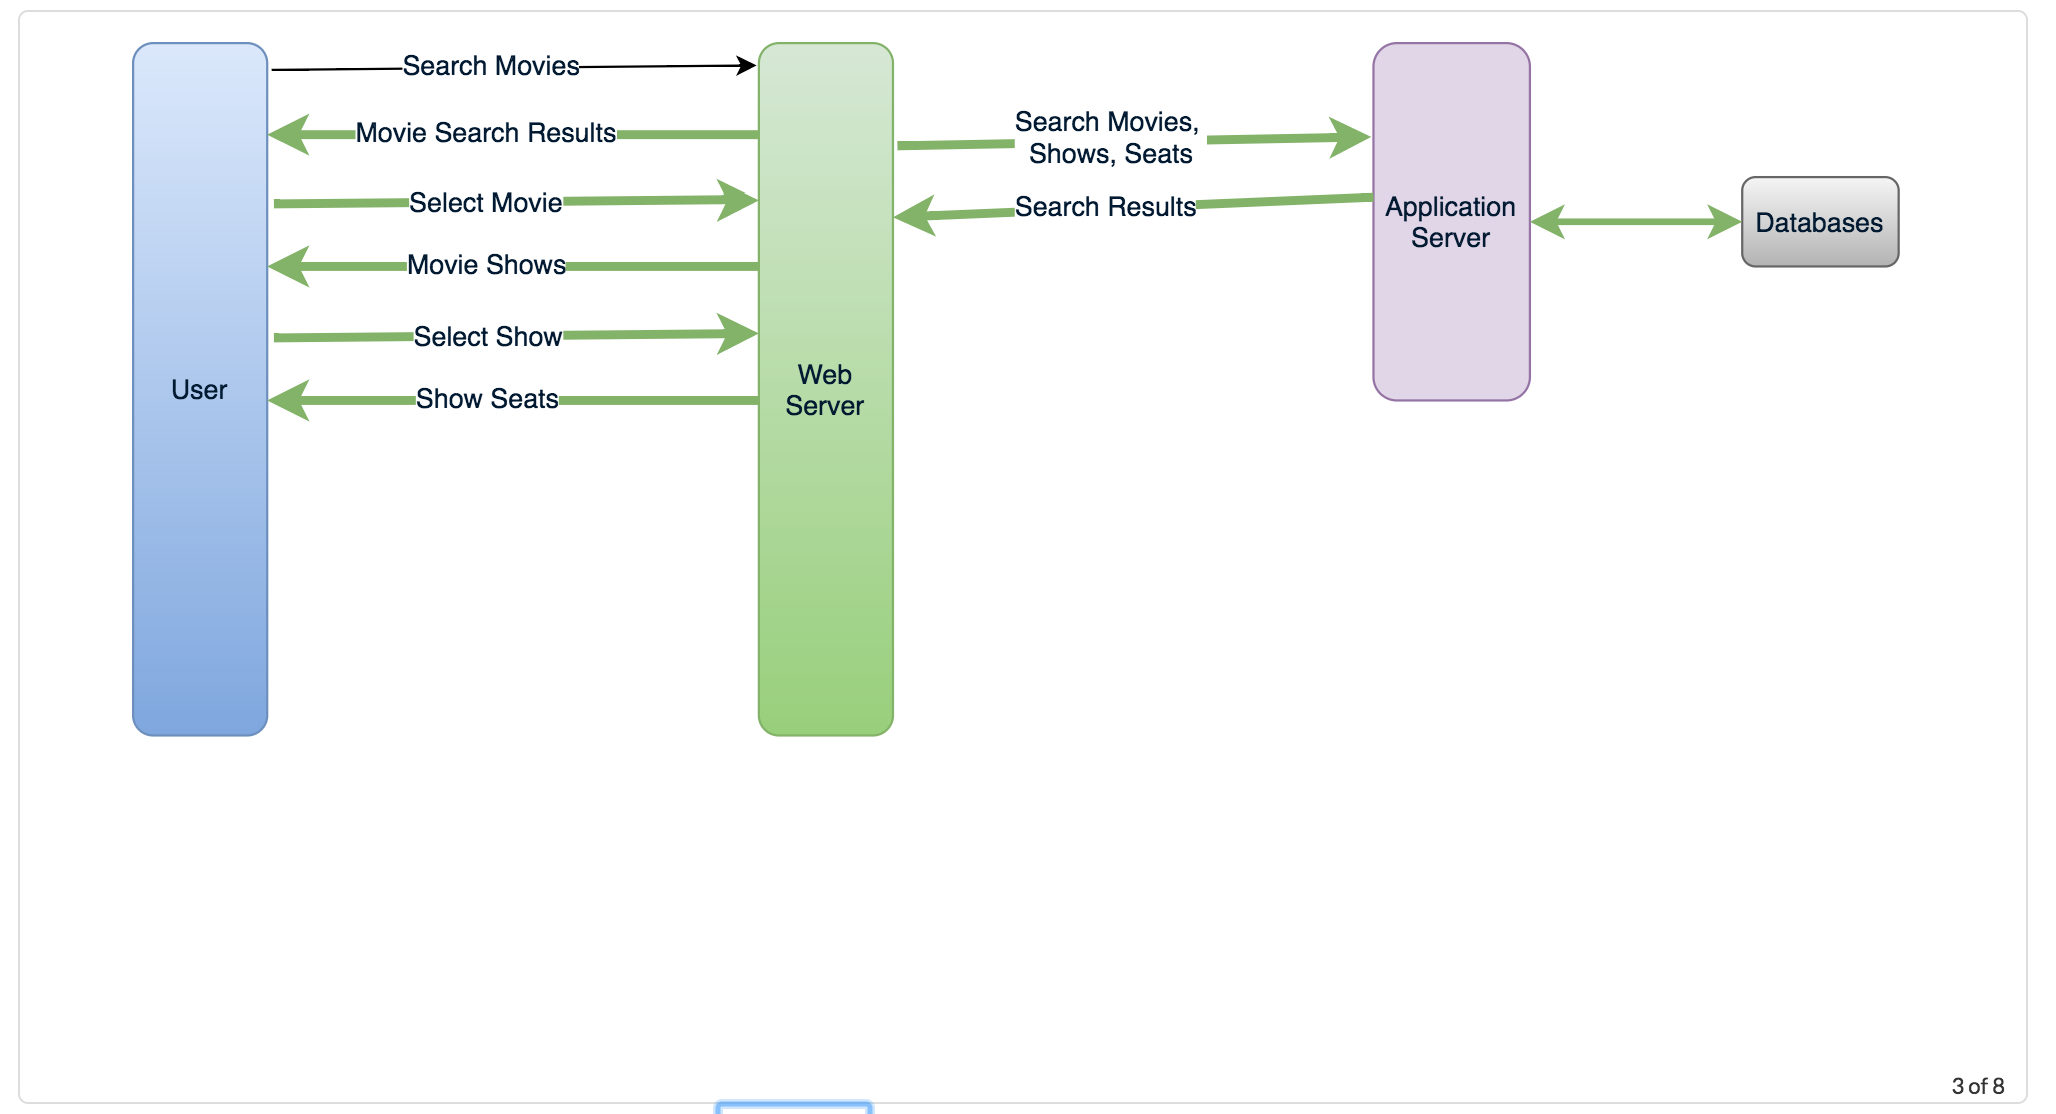 Search Movies
Movie Search Results
Select Movie
Movie Shows
Select Show
Show Seats
User
Web
Server
Search Movies,
Shows, Seats
Search Results
Application
Server
Databases
3 of 8